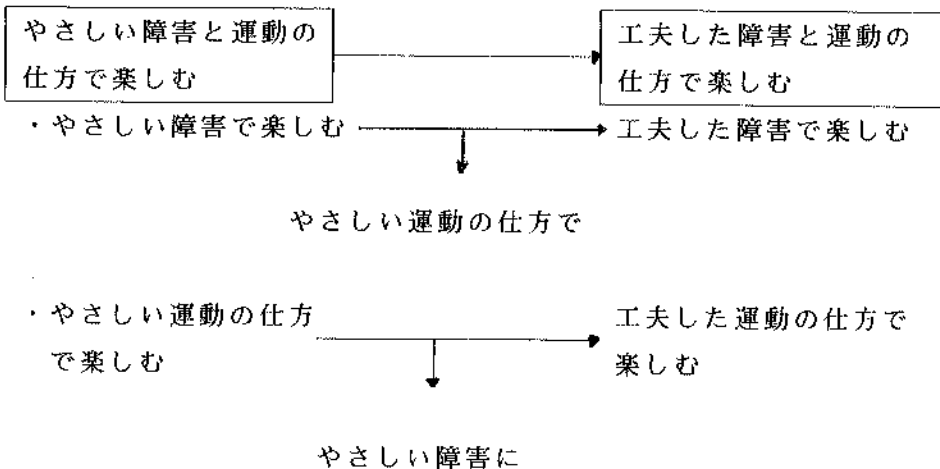 やさしい障害と運動の
仕方で楽しむ
工夫した障害と運動の
仕方で楽しむ
・やさしい障害で楽しむ
工夫した障害で楽しむ
やさしい運動の仕方で
・やさしい運動の仕方
で楽しむ
工夫した運動の仕方で
楽しむ
やさしい障害に